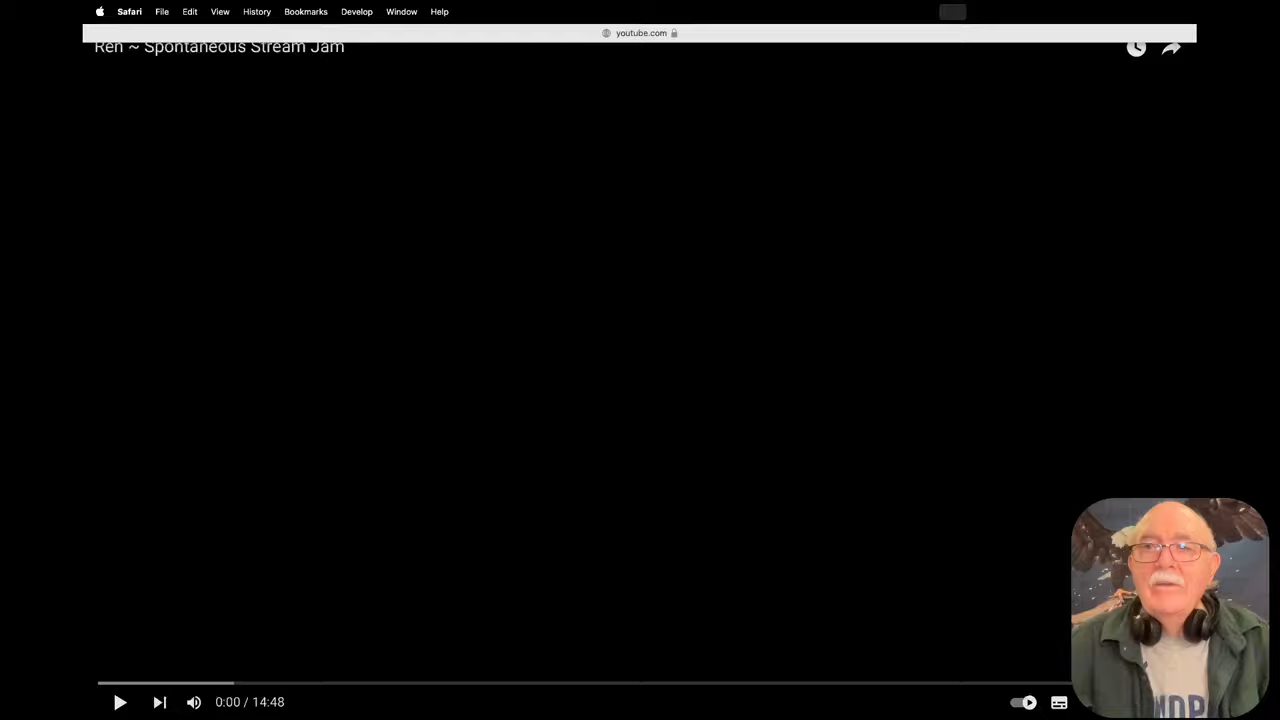 Safari File Edit View History Bookmarks Develop Window Help
youtube.com
Ren ~ Spontaneous Stream Jam
0:00 / 14:48